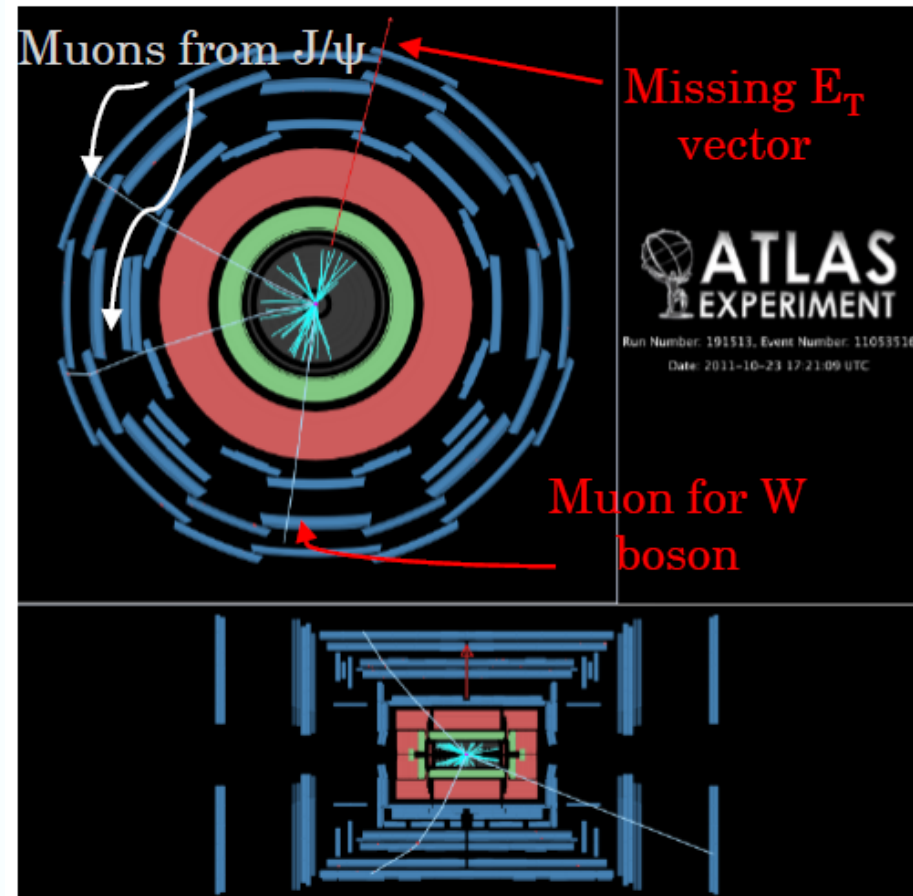 Muons from J/ψ
Missing E_T
vector
ATLAS
EXPERIMENT
Run Number: 191513, Event Number: 11053516
Date: 2011-10-23 17:21:09 UTC
Muon for W
boson